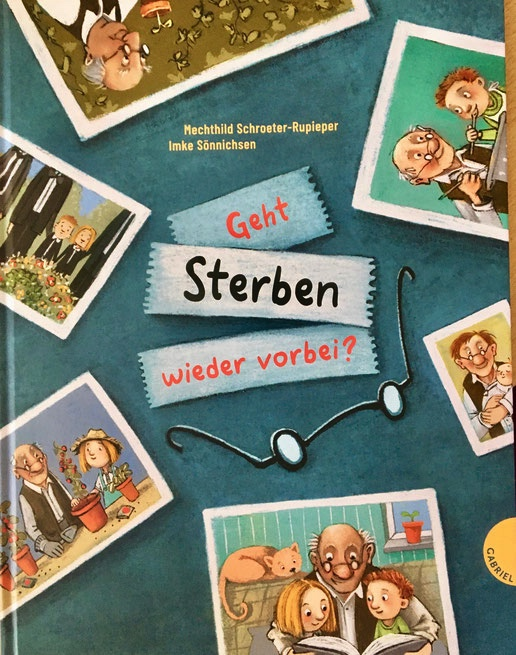 Mechthild Schroeter-Rupieper
Imke Sönnichsen
Geht
Sterben
wieder vorbei?
GABRIEL